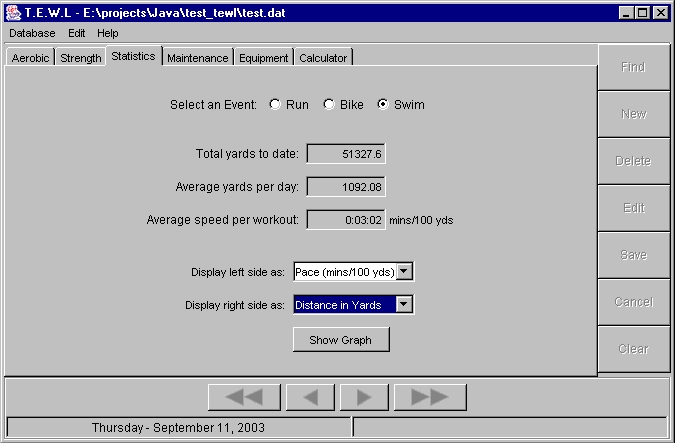 T.E.W.L - E:\projects\Java\test_tewl\test.dat
Database Edit Help
Aerobic Strength Statistics Maintenance Equipment Calculator
Find
Select an Event: Run Bike Swim
New
Total yards to date: 51327.6
Delete
Average yards per day: 1092.08
Edit
Average speed per workout: 0:03:02 mins/100 yds
Save
Display left side as: Pace (mins/100 yds)
Display right side as: Distance in Yards
Cancel
Show Graph
Clear
Thursday - September 11, 2003